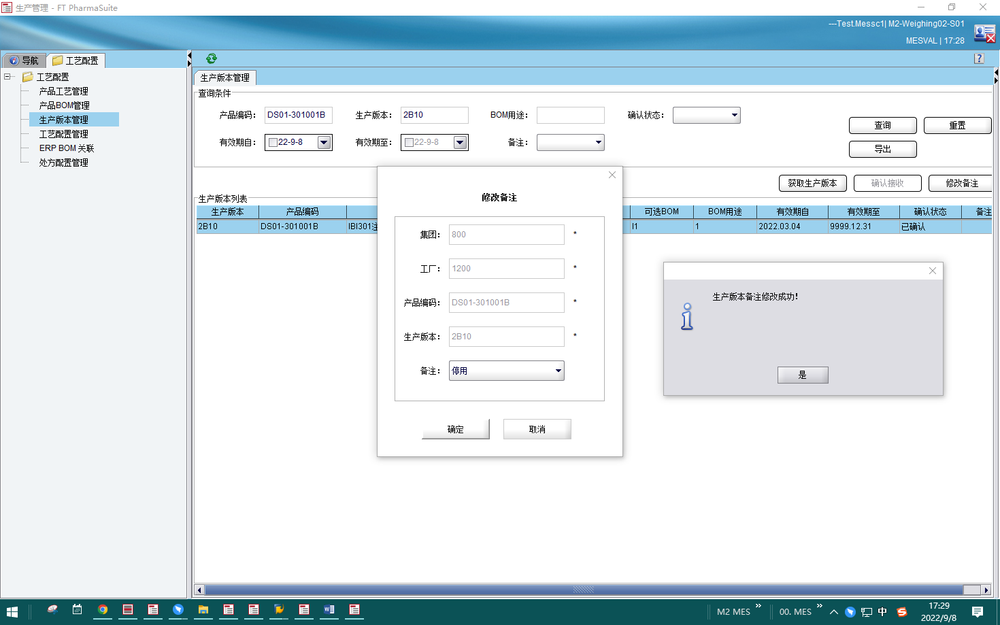 生产管理 - FT PharmaSuite
---Test.Messc1| M2-Weighing02-S01
MESVAL | 17:28
导航
工艺配置
?
工艺配置
产品工艺管理
产品BOM管理
生产版本管理
工艺配置管理
ERP BOM 关联
处方配置管理
生产版本管理
查询条件
产品编码: DS01-301001B 生产版本: 2B10 BOM用途: 确认状态:
有效期自: 22-9-8 有效期至: 22-9-8 备注:
查询 重置
导出
获取生产版本 确认接收 修改备注
生产版本列表
生产版本 产品编码 可选BOM BOM用途 有效期自 有效期至 确认状态 备注
2B10 DS01-301001B IBI301注 I1 1 2022.03.04 9999.12.31 已确认
修改备注
集团: 800 *
工厂: 1200 *
产品编码: DS01-301001B *
生产版本: 2B10 *
备注: 停用
确定 取消
生产版本备注修改成功!
是
M2 MES » 00. MES » 中 17:29
2022/9/8